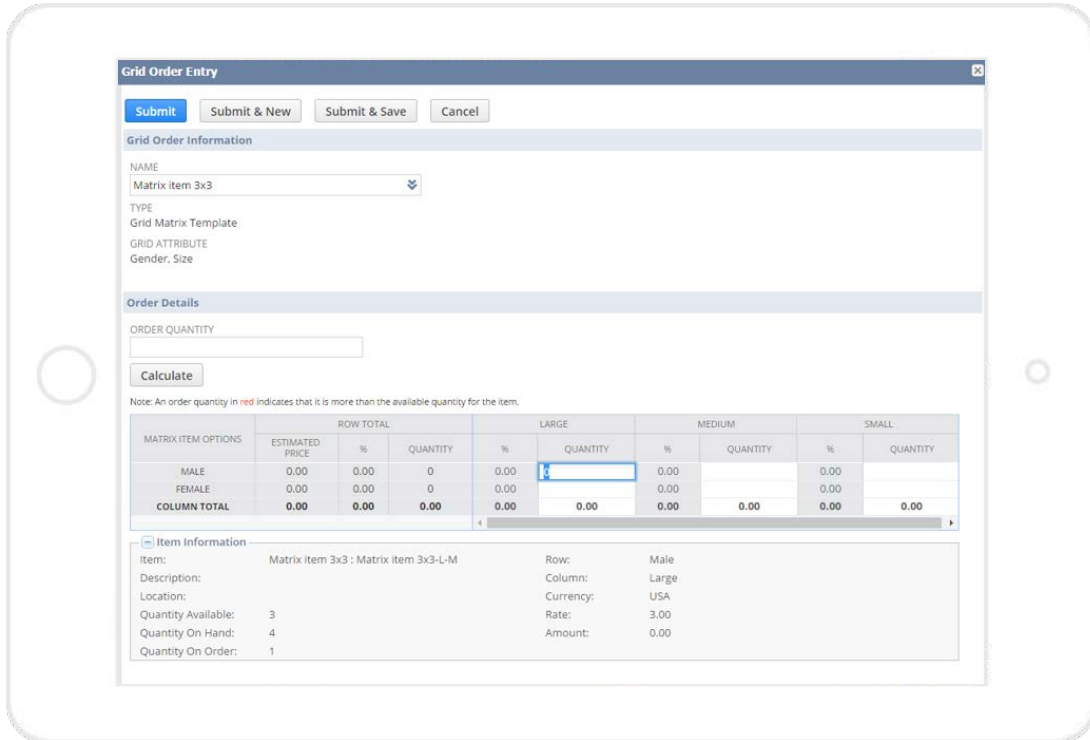 Grid Order Entry
Submit Submit & New Submit & Save Cancel
Grid Order Information
NAME
Matrix item 3x3
TYPE
Grid Matrix Template
GRID ATTRIBUTE
Gender, Size
Order Details
ORDER QUANTITY
Calculate
Note: An order quantity in red indicates that it is more than the available quantity for the item.
MATRIX ITEM OPTIONS ROW TOTAL LARGE MEDIUM SMALL
ESTIMATED PRICE % QUANTITY % QUANTITY % QUANTITY % QUANTITY
MALE 0.00 0.00 0 0.00 0 0.00 0.00
FEMALE 0.00 0.00 0 0.00 0.00 0.00
COLUMN TOTAL 0.00 0.00 0.00 0.00 0.00 0.00 0.00 0.00 0.00
Item Information
Item: Matrix item 3x3 : Matrix item 3x3-L-M Row: Male
Description: Column: Large
Location: Currency: USA
Quantity Available: 3 Rate: 3.00
Quantity On Hand: 4 Amount: 0.00
Quantity On Order: 1